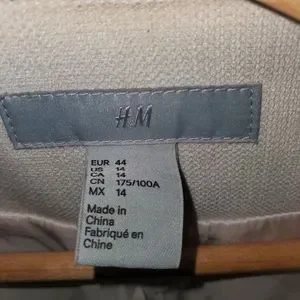 H&M
EUR 44
US 14
CA 14
CN 175/100A
MX 14
Made in
China
Fabriqué en
Chine